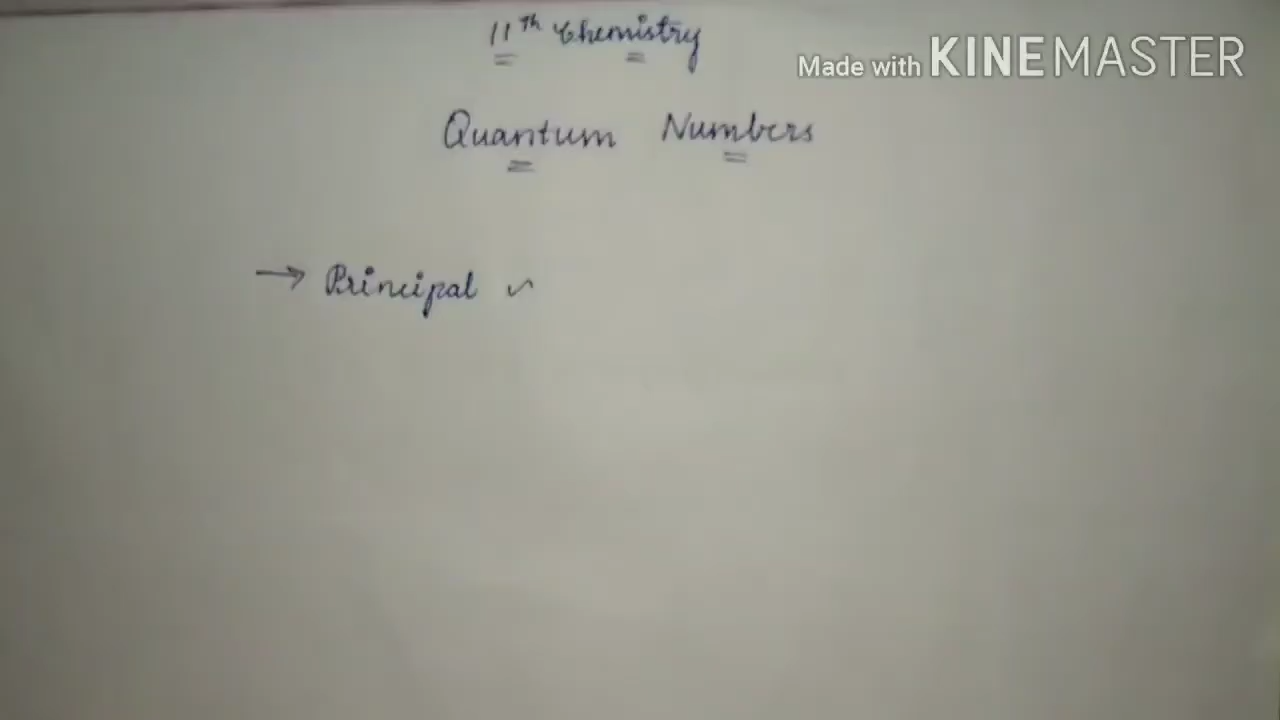 11th Chemistry
Made with KINEMASTER
Quantum Numbers
→ Principal ✓